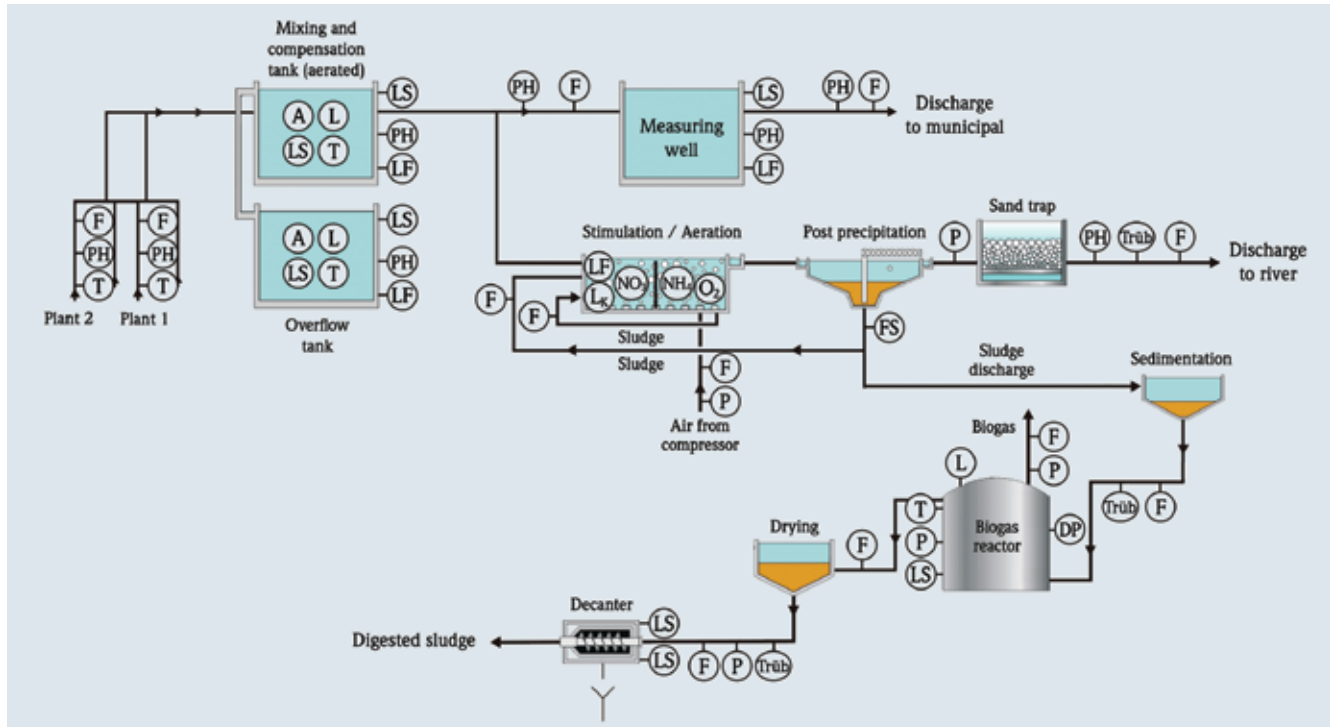 Mixing and
compensation
tank (aerated)
LS
PH
F
LS
PH
F
Discharge
to municipal
A
L
LS
T
PH
LF
Measuring
well
PH
LF
F
F
PH
PH
T
T
Plant 2
Plant 1
A
L
LS
T
LS
PH
LF
Overflow
tank
Stimulation / Aeration
Post precipitation
Sand trap
P
PH
Trüb
F
Discharge
to river
LF
NH₄
O₂
F
F
Sludge
Sludge
FS
F
P
Air from
compressor
Sludge
discharge
Sedimentation
Biogas
F
P
L
T
P
LS
Biogas
reactor
DP
Trüb
F
Drying
F
Decanter
LS
LS
Digested sludge
F
P
Trüb